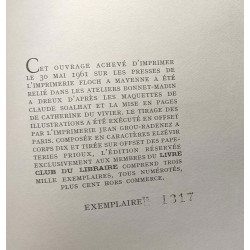 CET OUVRAGE ACHEVÉ D'IMPRIMER
LE 30 MAI 1961 SUR LES PRESSES DE
L'IMPRIMERIE FLOCH A MAYENNE A ÉTÉ
RELIÉ DANS LES ATELIERS BONNET-MADIN
A DREUX D'APRÈS LES MAQUETTES DE
CLAUDE SOALHAT ET LA MISE EN PAGES
DE CATHERINE DU VIVIER. LE TIRAGE DES
ILLUSTRATIONS A ÉTÉ EXÉCUTÉ EN OFFSET
PAR L'IMPRIMERIE JEAN GROU-RADENEZ A
PARIS. COMPOSÉE EN CARACTÈRES ELZÉVIR
CORPS DIX ET TIRÉE SUR OFFSET DES PAPE-
TERIES FRIOUX, L'ÉDITION RÉSERVÉE
EXCLUSIVEMENT AUX MEMBRES DU LIVRE
CLUB DU LIBRAIRE COMPREND TROIS
MILLE EXEMPLAIRES, TOUS NUMÉROTÉS,
PLUS CENT HORS COMMERCE.
EXEMPLAIRE 1317